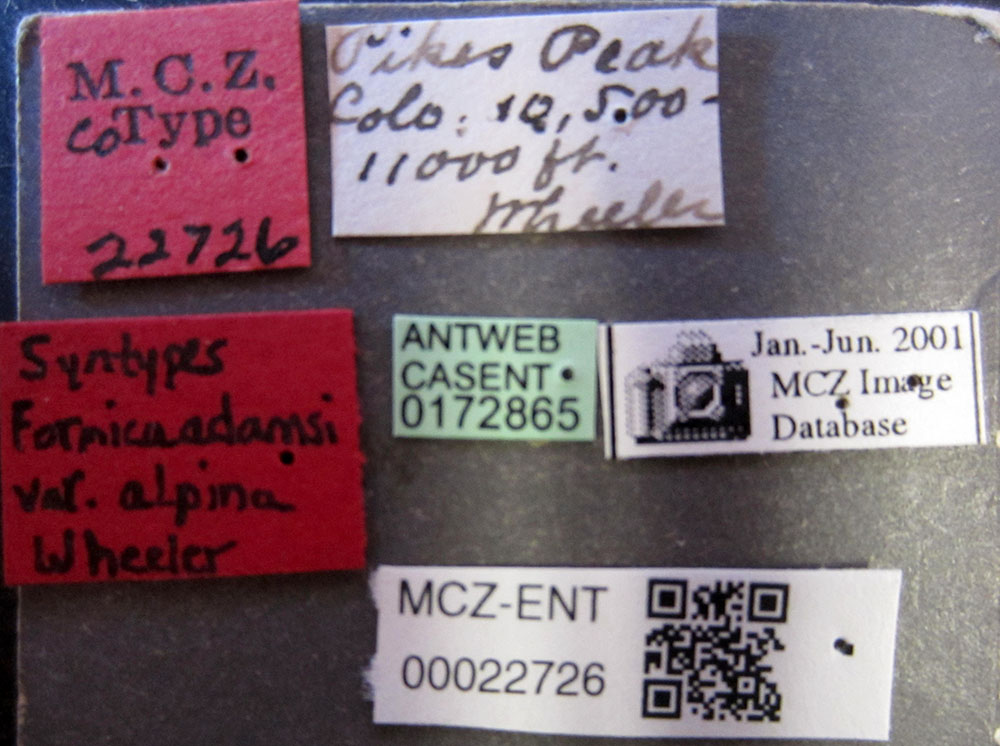 M.C.Z.
CoType
22726
Pikes Peak
Colo. 10,500-
11000 ft.
Wheeler
Syntypes
Formica adamsi
var. alpina
Wheeler
ANTWEB
CASENT
0172865
Jan.-Jun. 2001
MCZ Image
Database
MCZ-ENT
00022726